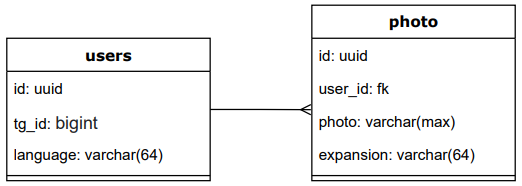 users
id: uuid
tg_id: bigint
language: varchar(64)
photo
id: uuid
user_id: fk
photo: varchar(max)
expansion: varchar(64)